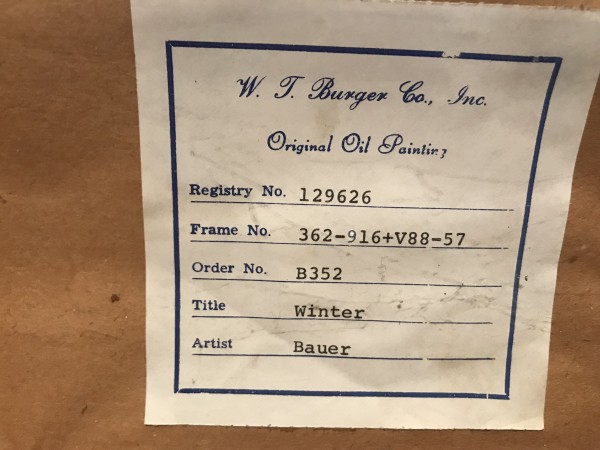 W. T. Burger Co., Inc.
Original Oil Painting
Registry No. 129626
Frame No. 362-916+V88-57
Order No. B352
Title Winter
Artist Bauer